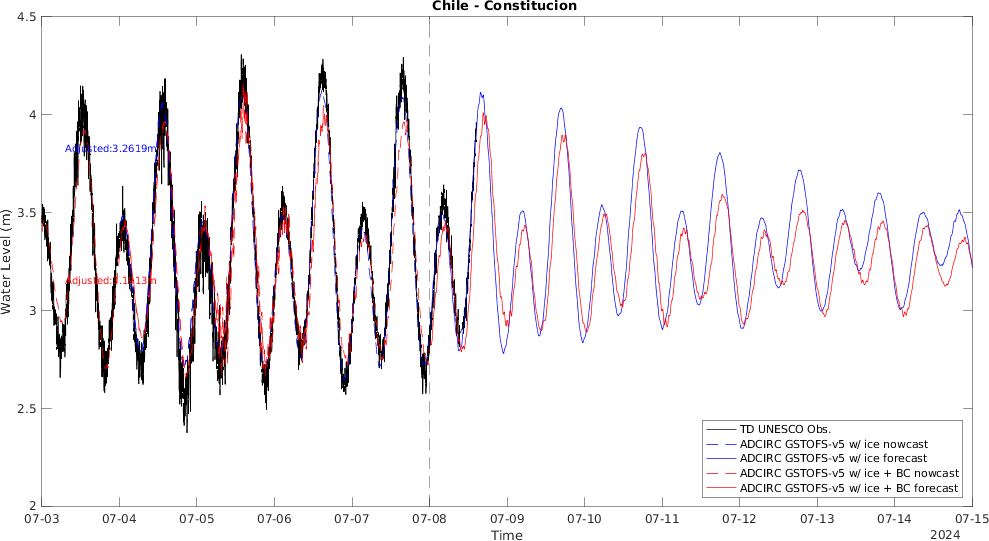 Chile - Constitucion
4.5
4
3.5
3
2.5
2
Water Level (m)
Adjusted:3.2619m
07-03
07-04
07-05
07-06
07-07
07-08
07-09
07-10
07-11
07-12
07-13
07-14
07-15
Time
2024
TD UNESCO Obs.
ADCIRC GSTOFS-v5 w/ ice nowcast
ADCIRC GSTOFS-v5 w/ ice forecast
ADCIRC GSTOFS-v5 w/ ice + BC nowcast
ADCIRC GSTOFS-v5 w/ ice + BC forecast